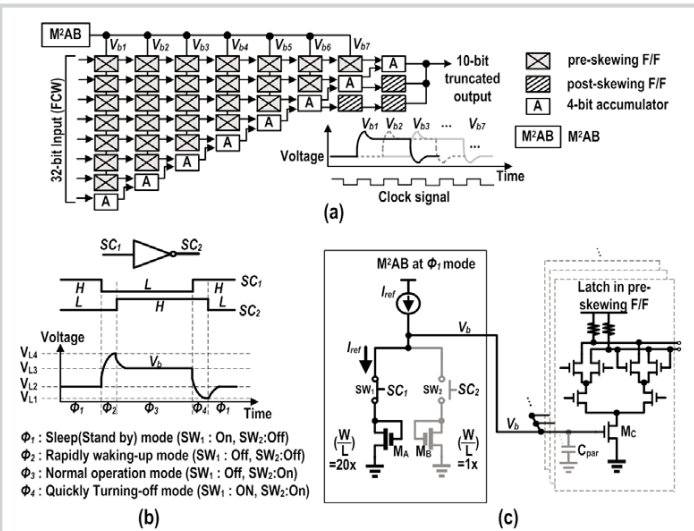 M²AB
Vb1 Vb2 Vb3 Vb4 Vb5 Vb6 Vb7
32-bit Input (FCW)
A
A
A
A
A
A
A
A
10-bit
truncated
output
pre-skewing F/F
post-skewing F/F
A 4-bit accumulator
M²AB M²AB
Vb1 Vb2 Vb3 ... Vb7
...
Voltage
Time
Clock signal
(a)
SC1 SC2
H L H SC1
L H L SC2
Voltage
VL4
VL3
VL2
VL1
Vb
Φ1 Φ2 Φ3 Φ4 Φ1 Time
Φ1 : Sleep(Stand by) mode (SW1 : On, SW2:Off)
Φ2 : Rapidly waking-up mode (SW1 : Off, SW2:Off)
Φ3 : Normal operation mode (SW1 : Off, SW2:On)
Φ4 : Quickly Turning-off mode (SW1 : ON, SW2:On)
(b)
M²AB at Φ1 mode
Iref
Vb
Iref
SW1 SC1 SW2 SC2
(W/L)=20x
MA
MB
(W/L)=1x
Latch in pre-
skewing F/F
Vb
Cpar
MC
(c)